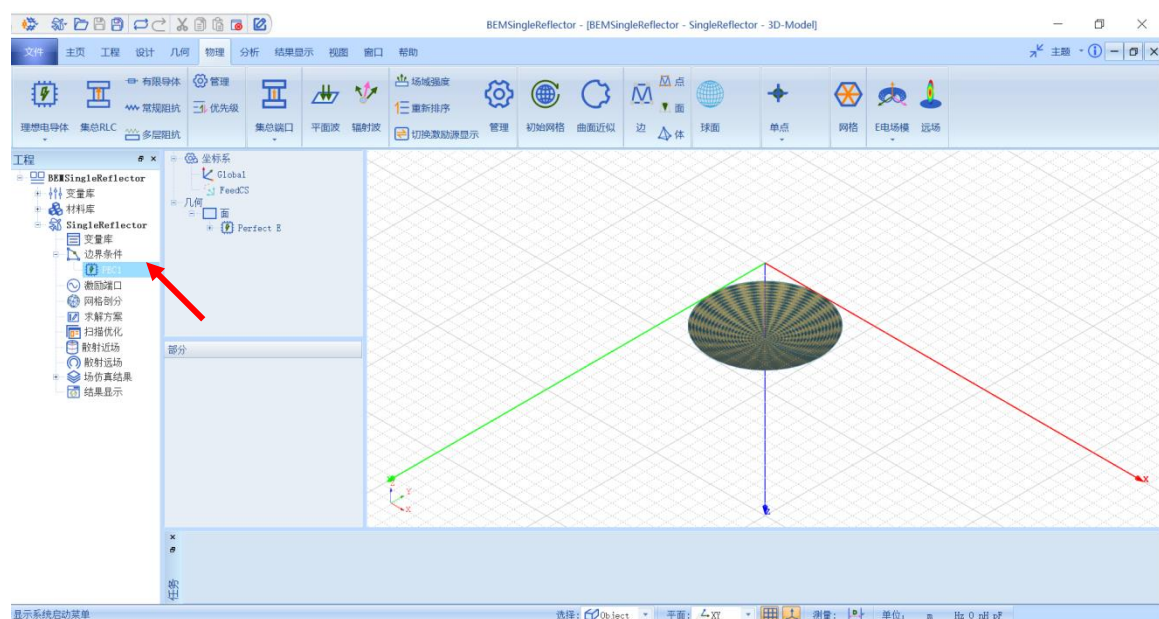 BEMSingleReflector - [BEMSingleReflector - SingleReflector - 3D-Model]
文件 主页 工程 设计 几何 物理 分析 结果显示 视图 窗口 帮助 主题
有限导体 管理 场域强度 点
常规阻抗 优先级 重新排序 面
理想电导体 集总RLC 多层阻抗 集总端口 平面波 辐射波 切换激励源显示 管理 初始网格 曲面近似 边 体 球面 单点 网格 E电场模 远场
工程
BEMSingleReflector
变量库
材料库
SingleReflector
变量库
边界条件
PEC1
激励端口
网格剖分
求解方案
扫描优化
散射近场
散射远场
场仿真结果
结果显示
坐标系
Global
FeedCS
几何
面
Perfect E
部分
X
Z
Z
Y
X
任务
显示系统启动菜单 选择: Object 平面: XY 测量: 单位: m Hz O nH pF